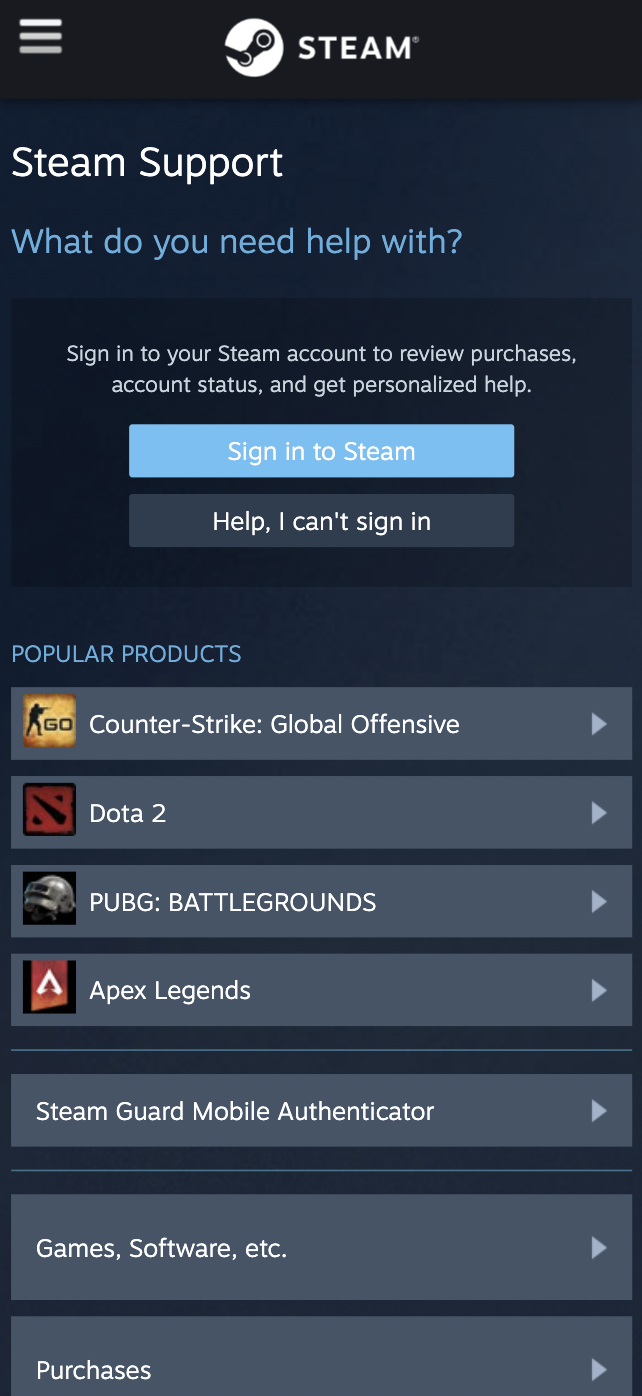 STEAM®
Steam Support
What do you need help with?
Sign in to your Steam account to review purchases,
account status, and get personalized help.
Sign in to Steam
Help, I can't sign in
POPULAR PRODUCTS
GO
Counter-Strike: Global Offensive
Dota 2
PUBG: BATTLEGROUNDS
Apex Legends
Steam Guard Mobile Authenticator
Games, Software, etc.
Purchases